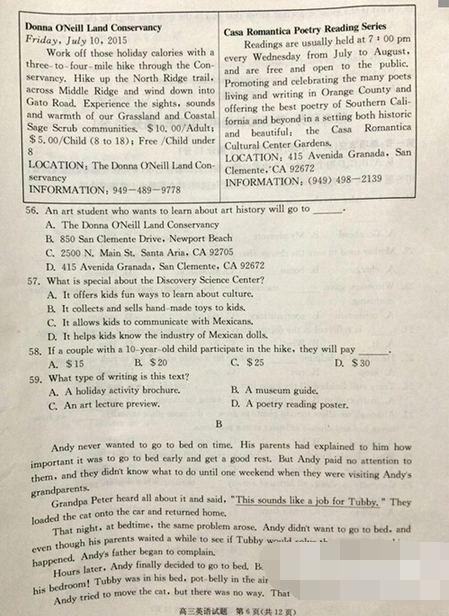 Donna O'Neill Land Conservancy
Friday, July 10, 2015
Work off those holiday calories with a
three-to-four-mile hike through the Con-
servancy. Hike up the North Ridge trail,
across Middle Ridge and wind down into
Gato Road. Experience the sights, sounds
and warmth of our Grassland and Coastal
Sage Scrub communities. $10.00/Adult;
$5.00/Child (8 to 18); Free /Child under
8
LOCATION: The Donna O'Neill Land Con-
servancy
INFORMATION: 949-489-9778
Casa Romantica Poetry Reading Series
Readings are usually held at 7:00 pm
every Wednesday from July to August,
and are free and open to the public.
Promoting and celebrating the many poets
living and writing in Orange County and
offering the best poetry of Southern Cali-
fornia and beyond in a setting both historic
and beautiful; the Casa Romantica
Cultural Center Gardens.
LOCATION: 415 Avenida Granada, San
Clemente, CA 92672
INFORMATION: (949) 498-2139
56. An art student who wants to learn about art history will go to ______.
A. The Donna O'Neill Land Conservancy
B. 850 San Clemente Drive, Newport Beach
C. 2500 N. Main St. Santa Aria, CA 92705
D. 415 Avenida Granada, San Clemente, CA 92672
57. What is special about the Discovery Science Center?
A. It offers kids fun ways to learn about culture.
B. It collects and sells hand-made toys to kids.
C. It allows kids to communicate with Mexicans.
D. It helps kids know the industry of Mexican dolls.
58. If a couple with a 10-year-old child participate in the hike, they will pay ______.
A. $15 B. $20 C. $25 D. $30
59. What type of writing is this text?
A. A holiday activity brochure. B. A museum guide.
C. An art lecture preview. D. A poetry reading poster.
B
Andy never wanted to go to bed on time. His parents had explained to him how
important it was to go to bed early and get a good rest. But Andy paid no attention to
them, and they didn't know what to do until one weekend when they were visiting Andy's
grandparents.
Grandpa Peter heard all about it and said, "This sounds like a job for Tubby." They
loaded the cat onto the car and returned home.
That night, at bedtime, the same problem arose. Andy didn't want to go to bed, and
even though his parents waited a while to see if Tubby would
happened. Andy's father began to complain.
Hours later, Andy finally decided to go to bed. B
his bedroom! Tubby was in his bed, pot-belly in the air
Andy tried to move the cat, but there was no way. That
高三英语试题 第6页(共12页)